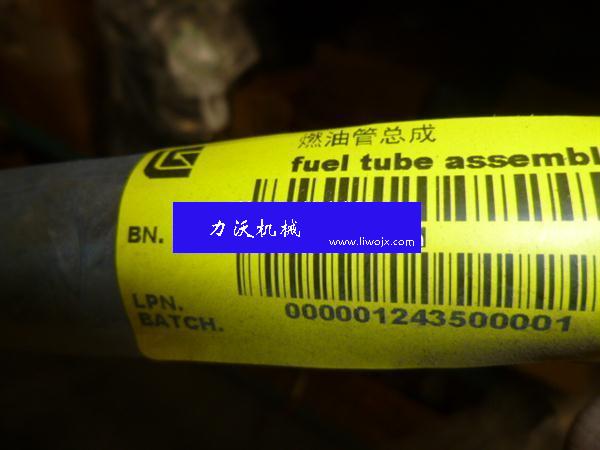 燃油管总成
fuel tube assembl
BN.
力沃机械
www.liwojx.com
LPN.
BATCH.
000001243500001